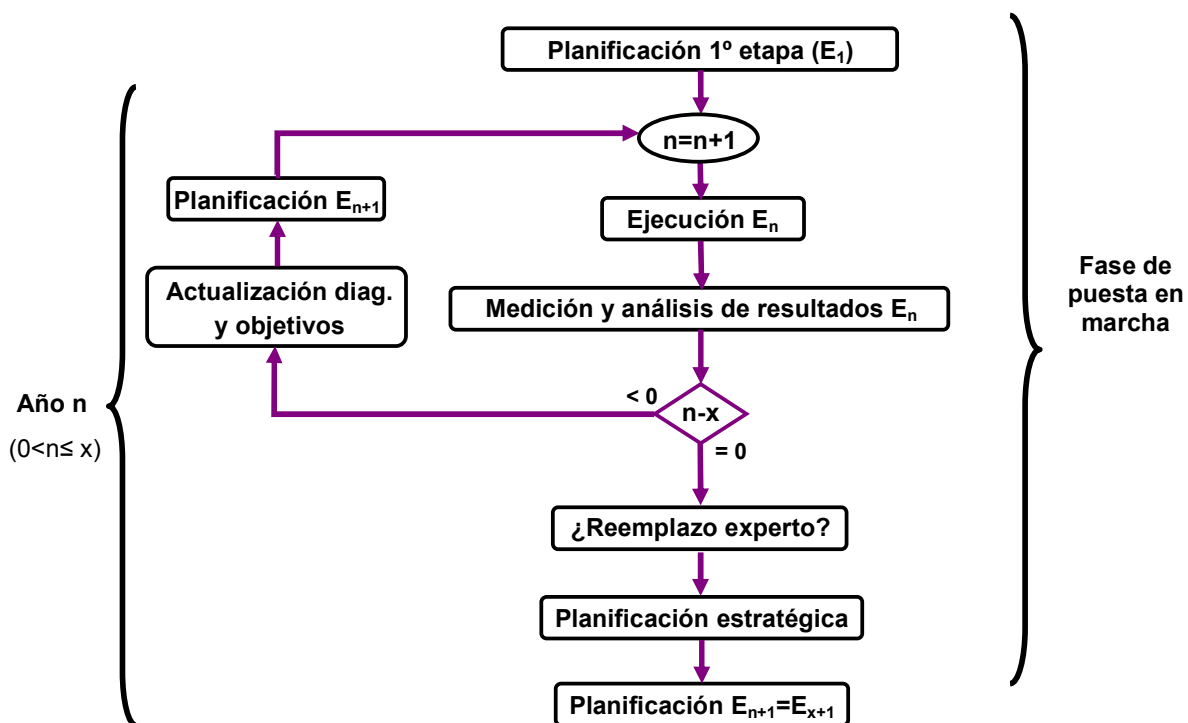 Planificación 1º etapa (E₁)
n=n+1
Planificación Eₙ₊₁
Ejecución Eₙ
Actualización diag.
y objetivos
Medición y análisis de resultados Eₙ
Fase de
puesta en
marcha
< 0
n-x
Año n
(0<n≤ x)
= 0
¿Reemplazo experto?
Planificación estratégica
Planificación Eₙ₊₁=Eₓ₊₁